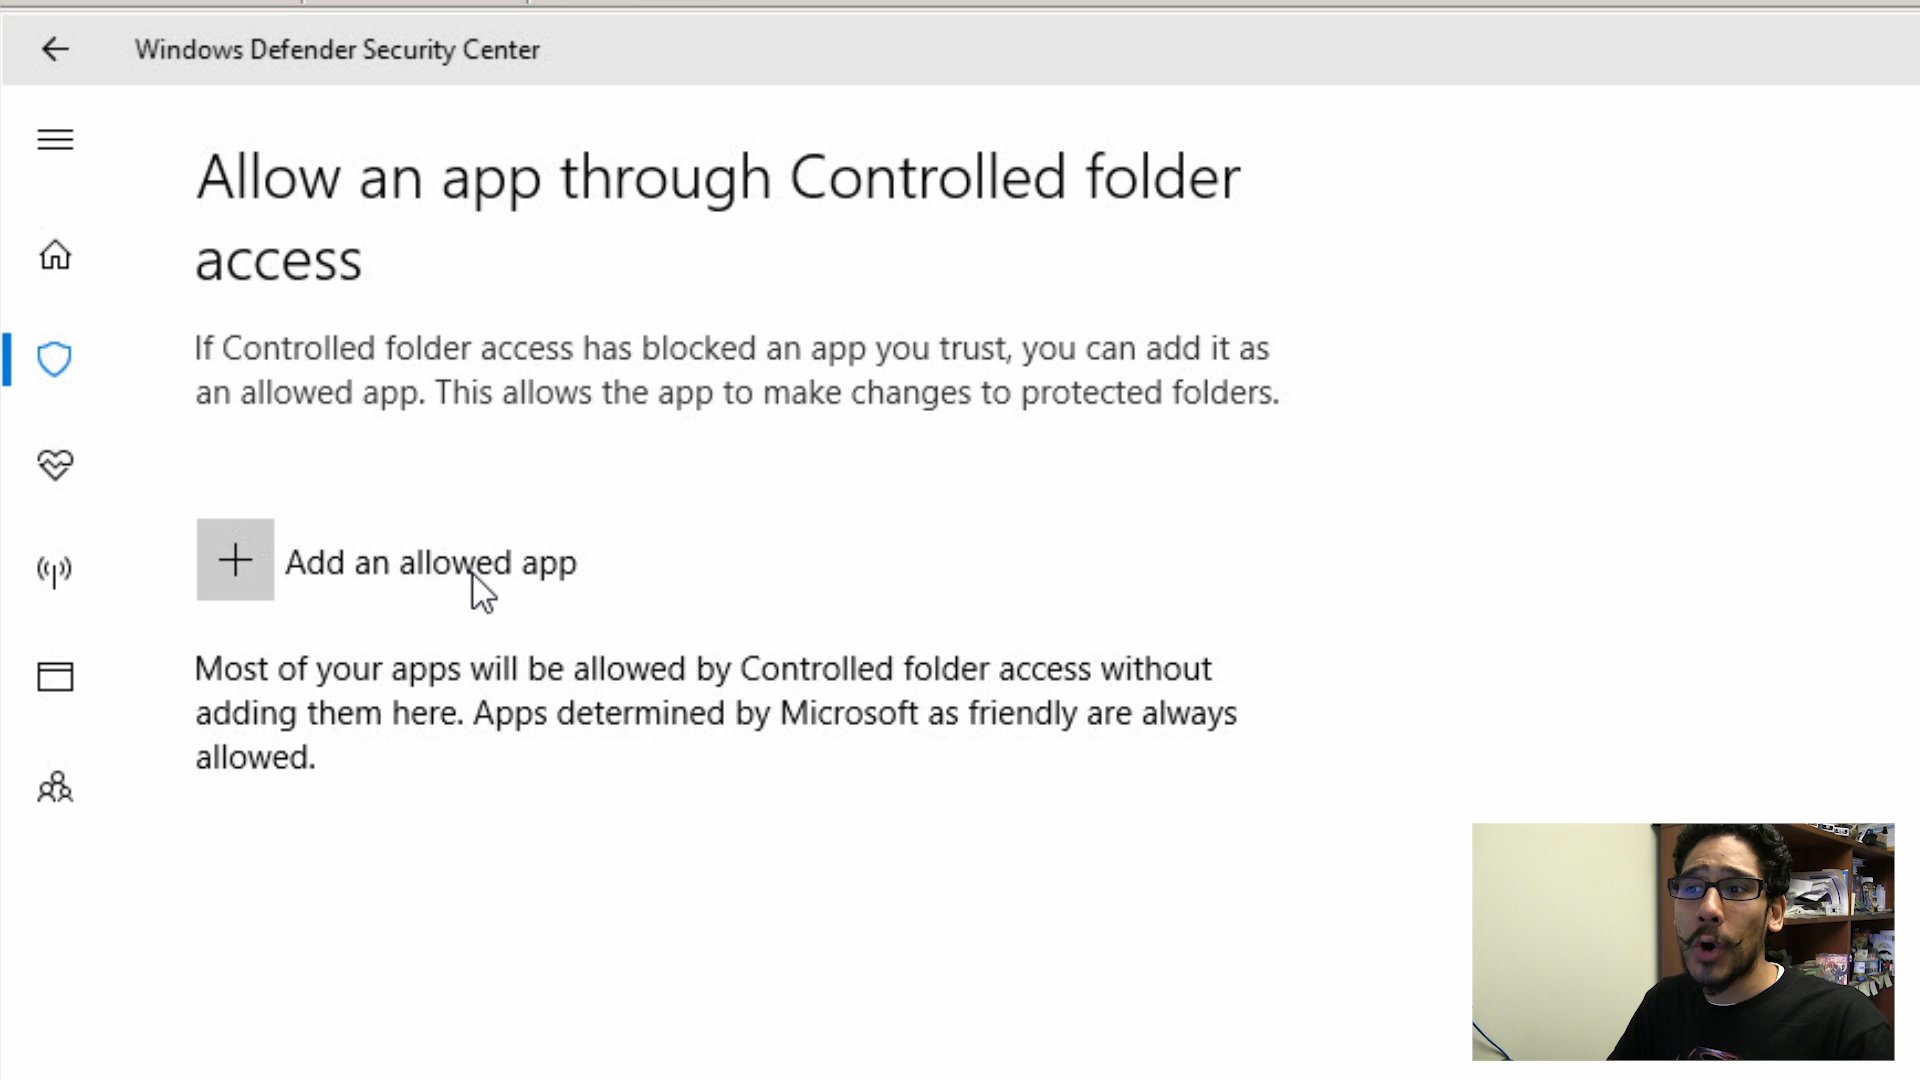 Windows Defender Security Center
Allow an app through Controlled folder
access
If Controlled folder access has blocked an app you trust, you can add it as
an allowed app. This allows the app to make changes to protected folders.
Add an allowed app
Most of your apps will be allowed by Controlled folder access without
adding them here. Apps determined by Microsoft as friendly are always
allowed.